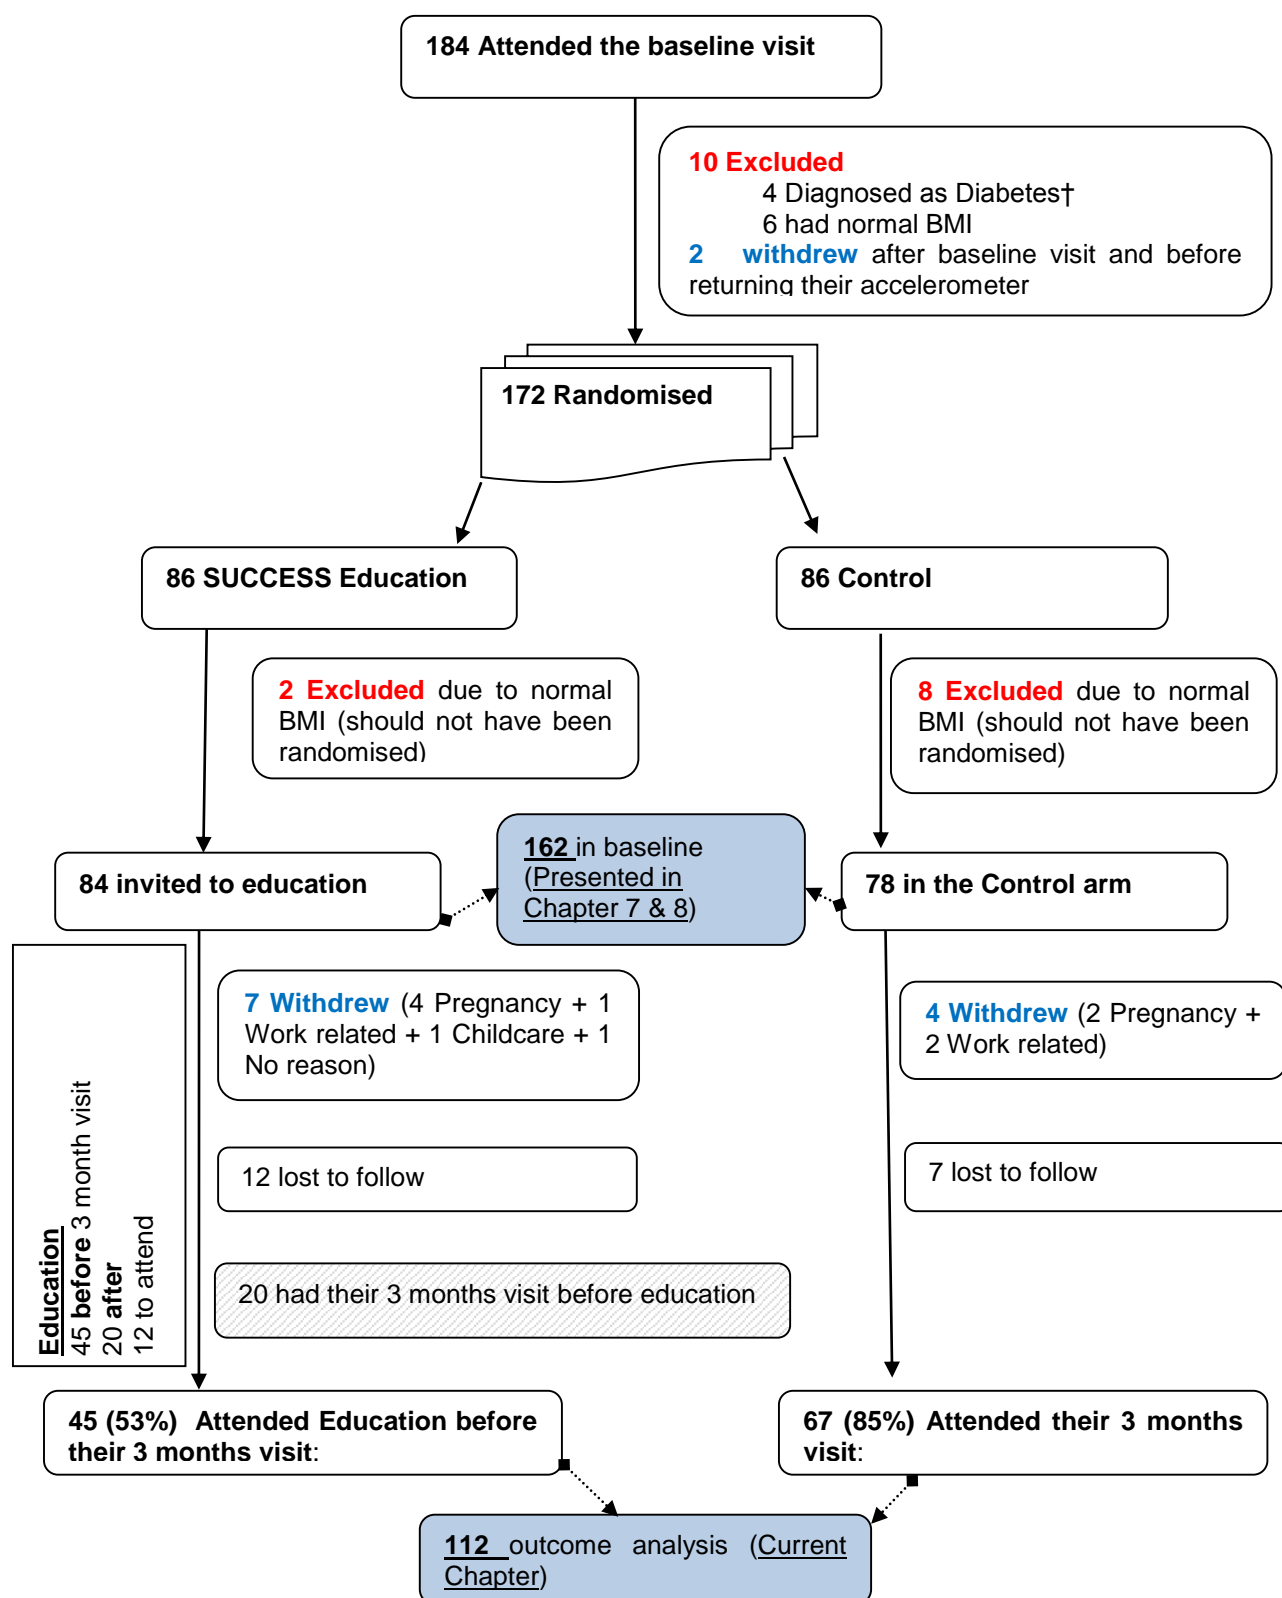 184 Attended the baseline visit
10 Excluded
4 Diagnosed as Diabetes†
6 had normal BMI
2 withdrew after baseline visit and before
returning their accelerometer
172 Randomised
86 SUCCESS Education
86 Control
2 Excluded due to normal
BMI (should not have been
randomised)
8 Excluded due to normal
BMI (should not have been
randomised)
84 invited to education
162 in baseline
(Presented in
Chapter 7 & 8)
78 in the Control arm
7 Withdrew (4 Pregnancy + 1
Work related + 1 Childcare + 1
No reason)
4 Withdrew (2 Pregnancy +
2 Work related)
12 lost to follow
7 lost to follow
Education
45 before 3 month visit
20 after
12 to attend
20 had their 3 months visit before education
45 (53%) Attended Education before
their 3 months visit:
67 (85%) Attended their 3 months
visit:
112 outcome analysis (Current
Chapter)